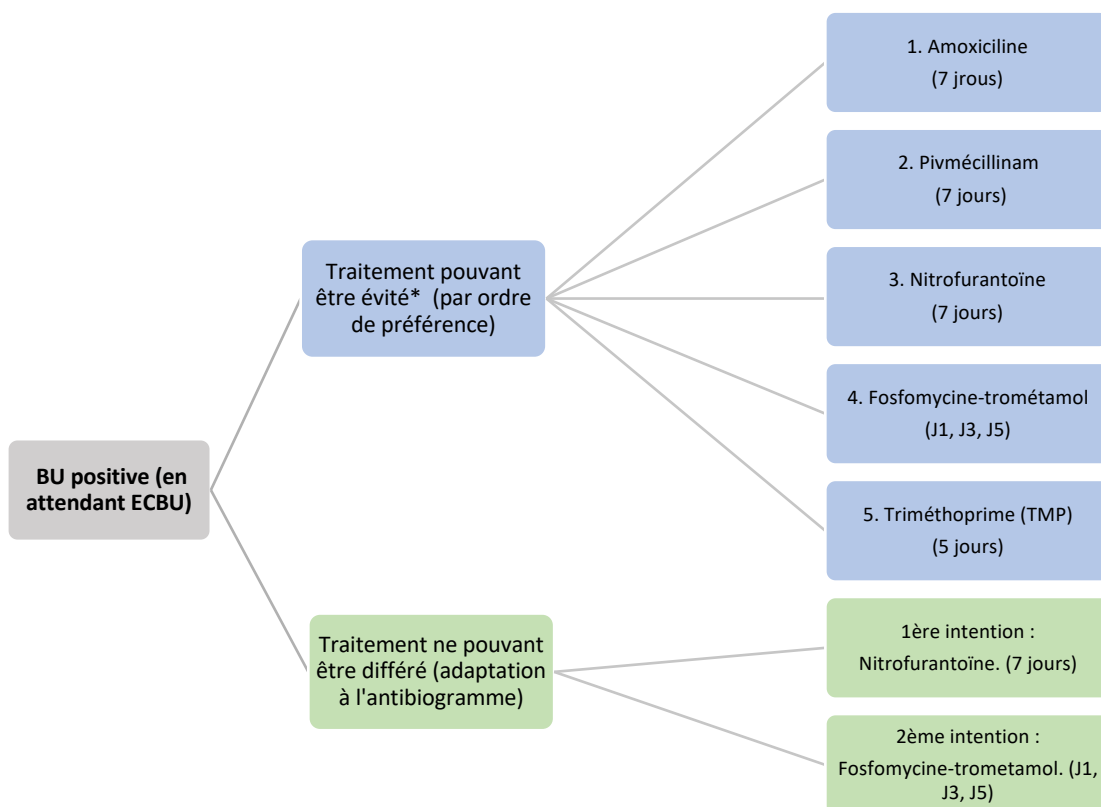 BU positive (en
attendant ECBU)
Traitement pouvant
être évité* (par ordre
de préférence)
1. Amoxiciline
(7 jrous)
2. Pivmécillinam
(7 jours)
3. Nitrofurantoïne
(7 jours)
4. Fosfomycine-trométamol
(J1, J3, J5)
5. Triméthoprime (TMP)
(5 jours)
Traitement ne pouvant
être différé (adaptation
à l'antibiogramme)
1ère intention :
Nitrofurantoïne. (7 jours)
2ème intention :
Fosfomycine-trometamol. (J1,
J3, J5)